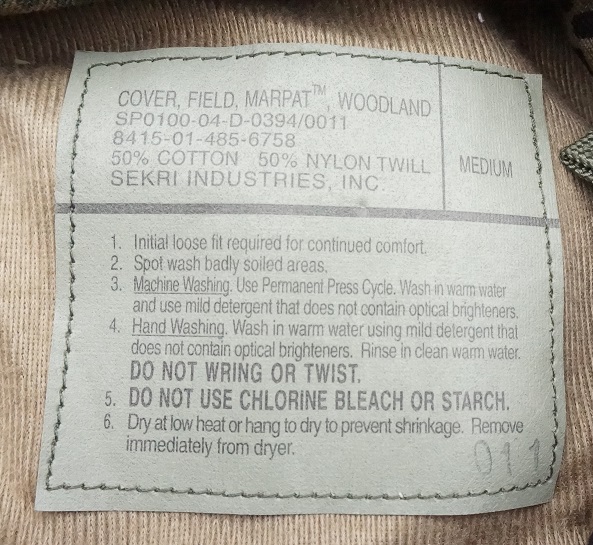 COVER, FIELD, MARPAT™, WOODLAND
SP0100-04-D-0394/0011
8415-01-485-6758
50% COTTON 50% NYLON TWILL
SEKRI INDUSTRIES, INC.
MEDIUM
1. Initial loose fit required for continued comfort.
2. Spot wash badly soiled areas.
3. Machine Washing. Use Permanent Press Cycle. Wash in warm water
and use mild detergent that does not contain optical brighteners.
4. Hand Washing. Wash in warm water using mild detergent that
does not contain optical brighteners. Rinse in clean warm water.
DO NOT WRING OR TWIST.
5. DO NOT USE CHLORINE BLEACH OR STARCH.
6. Dry at low heat or hang to dry to prevent shrinkage. Remove
immediately from dryer.
011